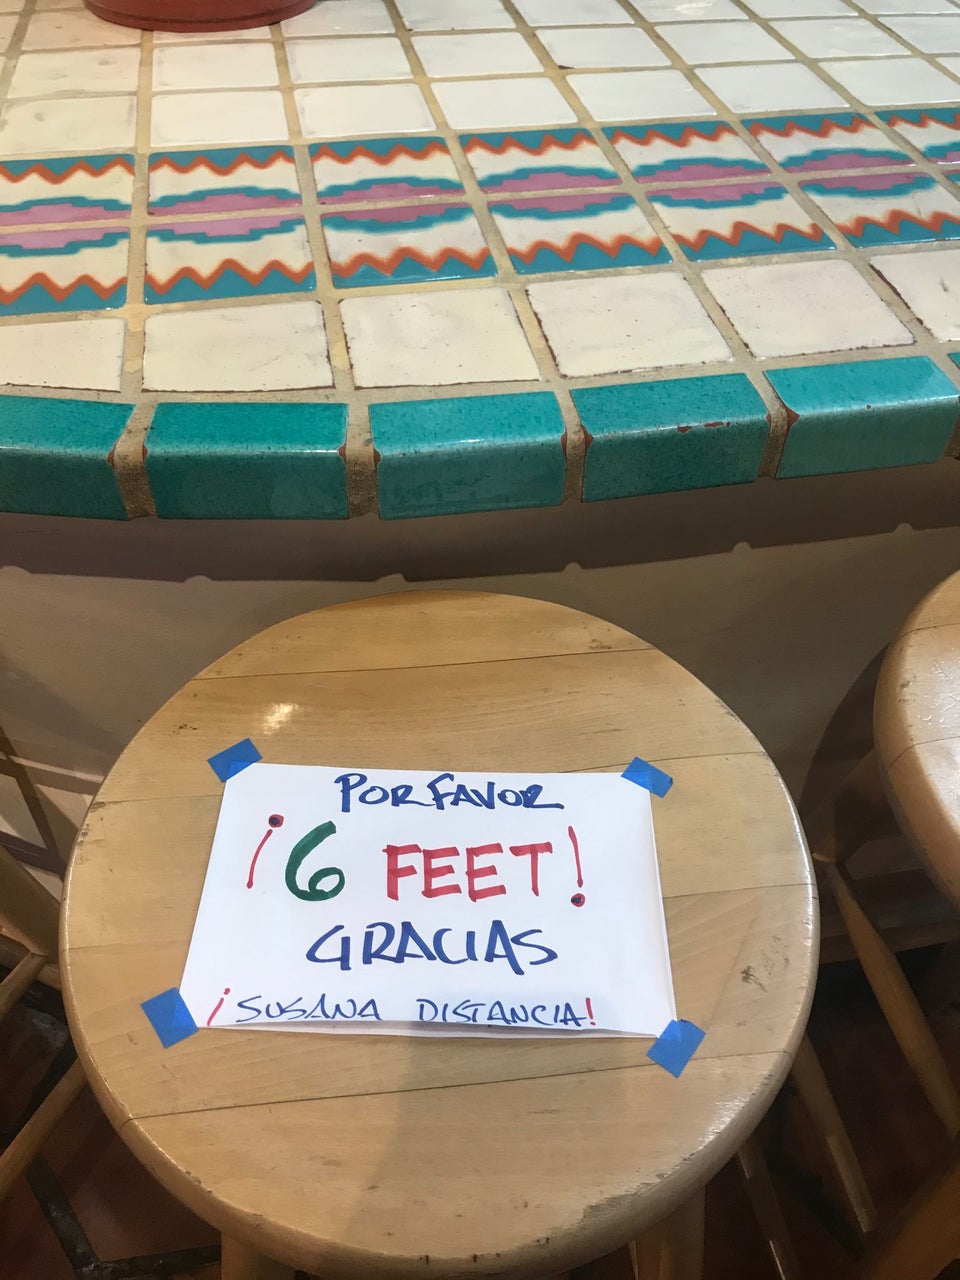 POR FAVOR
¡6 FEET!
GRACIAS
¡SUSANA DISTANCIA!